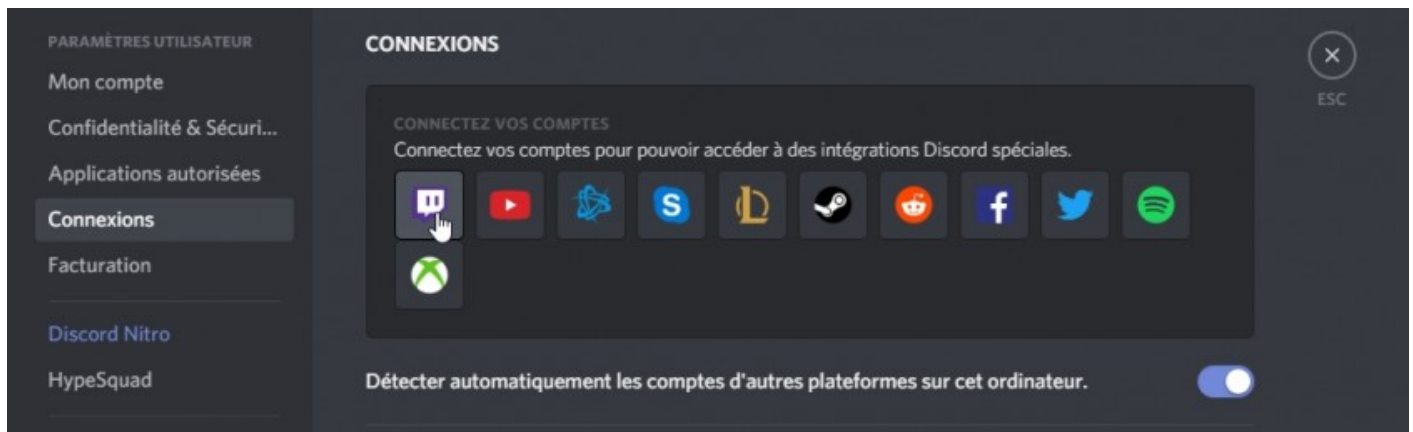 PARAMÈTRES UTILISATEUR
Mon compte
Confidentialité & Sécuri...
Applications autorisées
Connexions
Facturation
Discord Nitro
HypeSquad
CONNEXIONS
CONNECTEZ VOS COMPTES
Connectez vos comptes pour pouvoir accéder à des intégrations Discord spéciales.
Détecter automatiquement les comptes d'autres plateformes sur cet ordinateur.
ESC